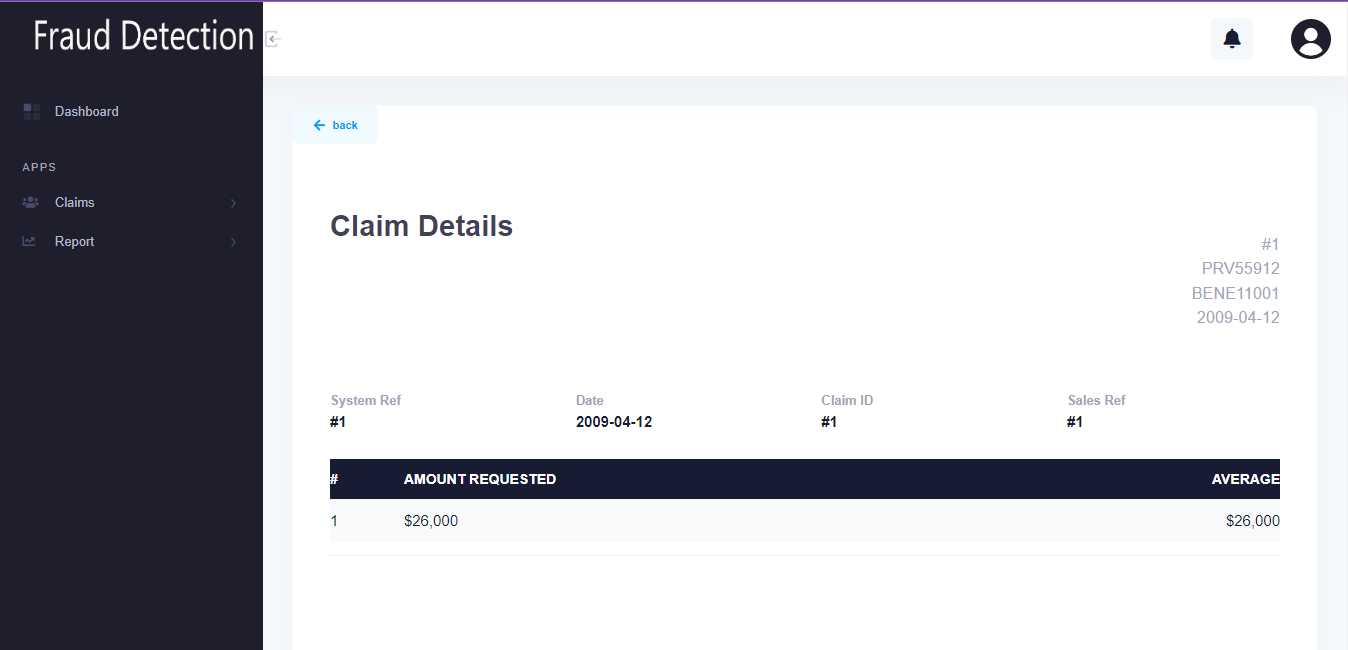 Fraud Detection
Dashboard
APPS
Claims
Report
back
Claim Details
#1
PRV55912
BENE11001
2009-04-12
System Ref Date Claim ID Sales Ref
#1 2009-04-12 #1 #1
# AMOUNT REQUESTED AVERAGE
1 $26,000 $26,000